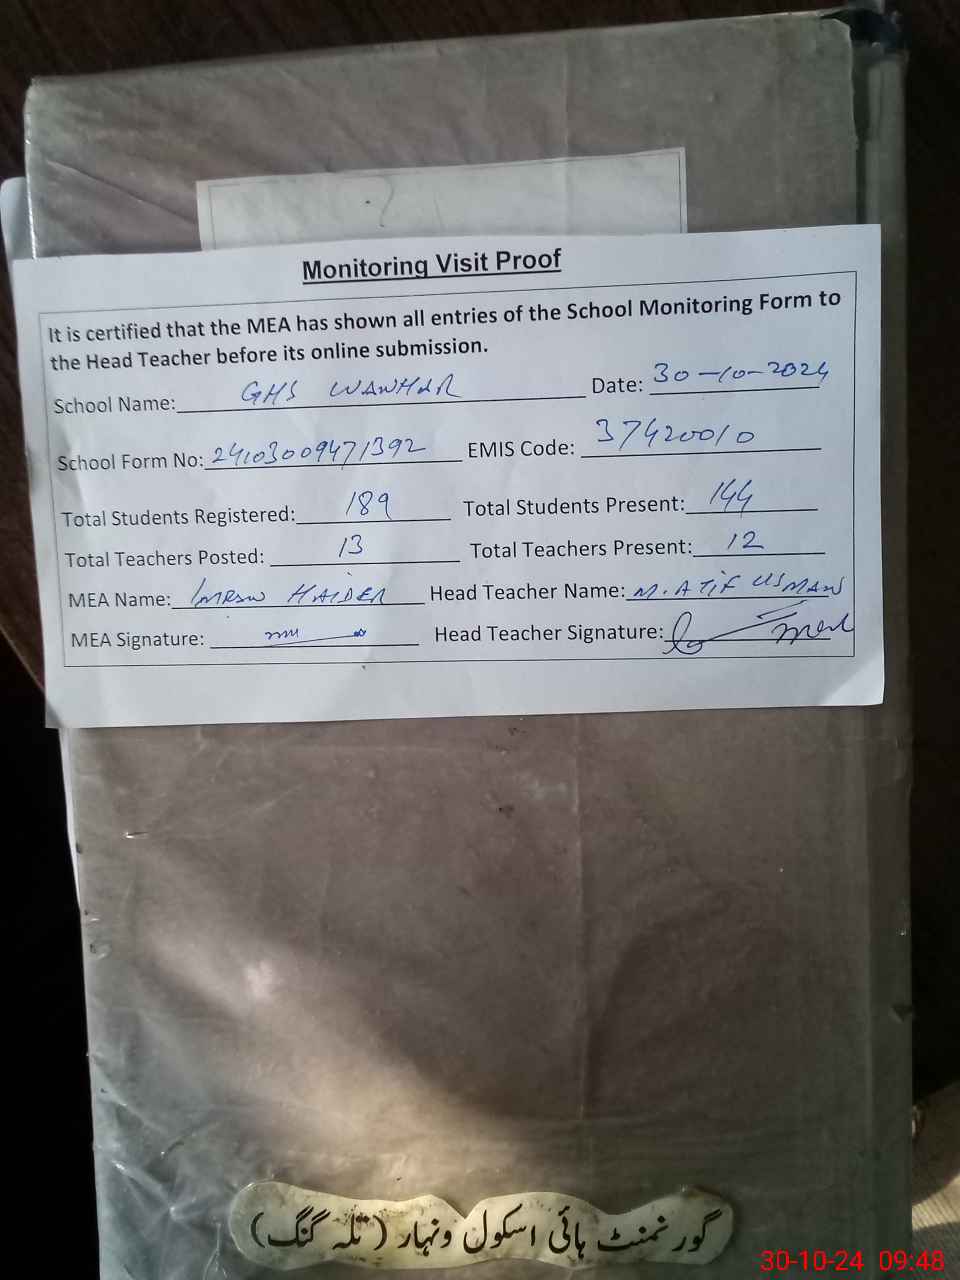 Monitoring Visit Proof
It is certified that the MEA has shown all entries of the School Monitoring Form to
the Head Teacher before its online submission.
School Name: GHS WANHAR Date: 30-10-2024
School Form No: 24103009471392 EMIS Code: 37420010
Total Students Registered: 189 Total Students Present: 144
Total Teachers Posted: 13 Total Teachers Present: 12
MEA Name: IMRAN HAIDER Head Teacher Name: M. ATIF USMAN
MEA Signature: Head Teacher Signature:
گورنمنٹ ہائی اسکول ونہار (تلہ گنگ)
30-10-24 09:48